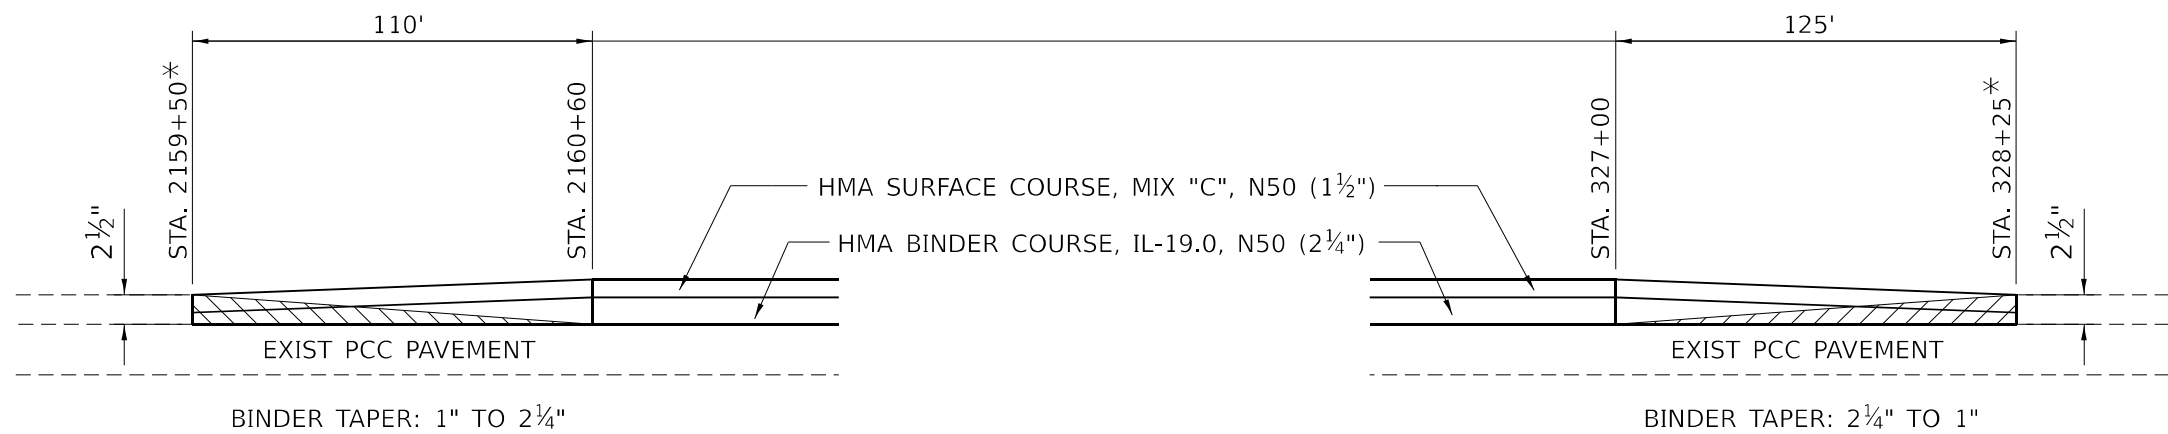 110'
125'
STA. 2159+50*
STA. 2160+60
STA. 327+00
STA. 328+25*
HMA SURFACE COURSE, MIX "C", N50 (1½")
HMA BINDER COURSE, IL-19.0, N50 (2¼")
2½"
2½"
EXIST PCC PAVEMENT
EXIST PCC PAVEMENT
BINDER TAPER: 1" TO 2¼"
BINDER TAPER: 2¼" TO 1"